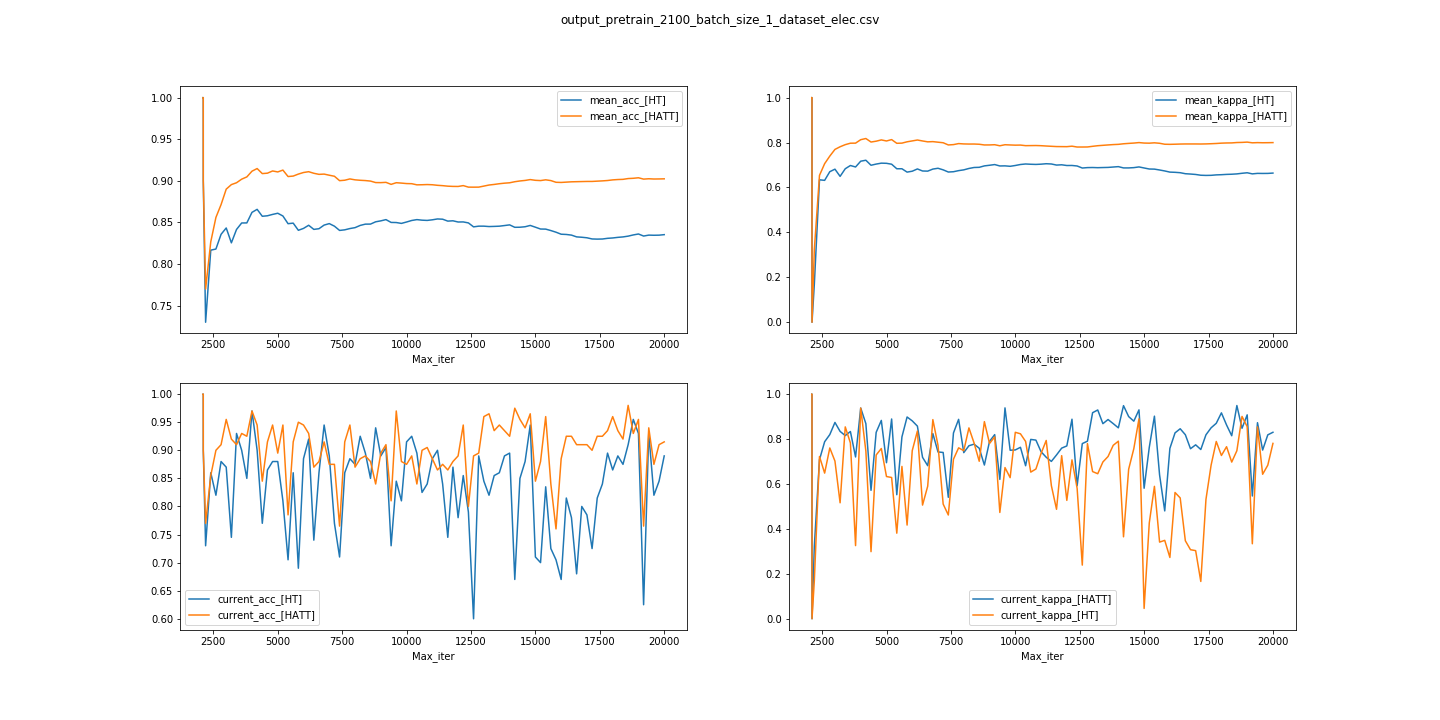 output_pretrain_2100_batch_size_1_dataset_elec.csv
1.00
0.95
0.90
0.85
0.80
0.75
mean_acc_[HT]
mean_acc_[HATT]
2500 5000 7500 10000 12500 15000 17500 20000
Max_iter
1.0
0.8
0.6
0.4
0.2
0.0
mean_kappa_[HT]
mean_kappa_[HATT]
2500 5000 7500 10000 12500 15000 17500 20000
Max_iter
1.00
0.95
0.90
0.85
0.80
0.75
0.70
0.65
0.60
current_acc_[HT]
current_acc_[HATT]
2500 5000 7500 10000 12500 15000 17500 20000
Max_iter
1.0
0.8
0.6
0.4
0.2
0.0
current_kappa_[HATT]
current_kappa_[HT]
2500 5000 7500 10000 12500 15000 17500 20000
Max_iter